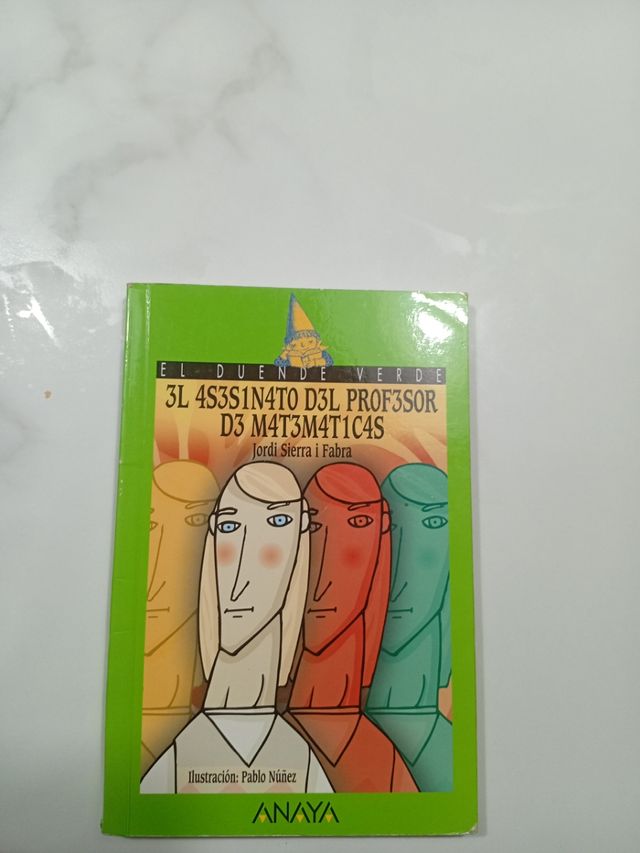 EL DUENDE VERDE
3L 4S3S1N4TO D3L PROF3SOR
D3 M4T3M4T1C4S
Jordi Sierra i Fabra
Ilustración: Pablo Núñez
ANAYA